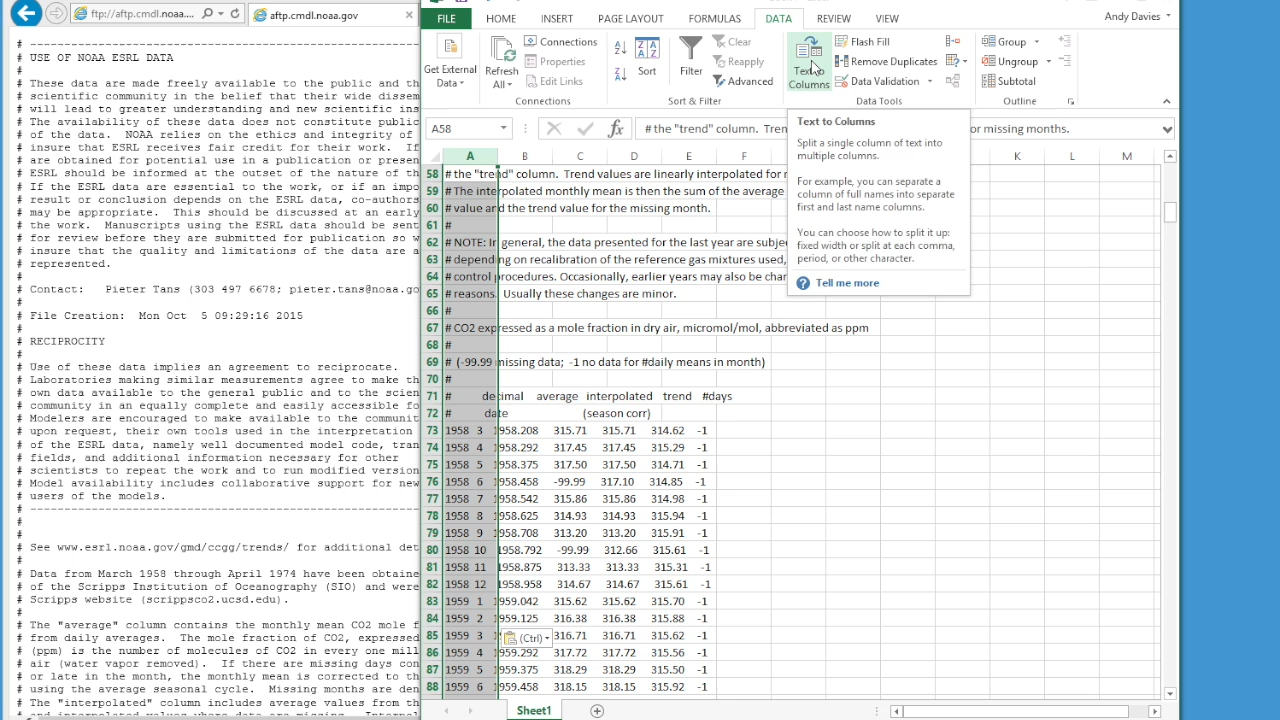 ftp://aftp.cmdl.noaa....
aftp.cmdl.noaa.gov
# USE OF NOAA ESRL DATA
#
# These data are made freely available to the public and th
# scientific community in the belief that their wide dissem
# will lead to greater understanding and new scientific ins
# The availability of these data does not constitute public
# of the data.  NOAA relies on the ethics and integrity of
# insure that ESRL receives fair credit for their work.  If
# are obtained for potential use in a publication or presen
# ESRL should be informed at the outset of the nature of th
# If the ESRL data are essential to the work, or if an impo
# result or conclusion depends on the ESRL data, co-authors
# may be appropriate.  This should be discussed at an early
# the work.  Manuscripts using the ESRL data should be sent
# for review before they are submitted for publication so w
# insure that the quality and limitations of the data are a
# represented.
#
# Contact:   Pieter Tans (303 497 6678; pieter.tans@noaa.go
#
# File Creation:  Mon Oct  5 09:29:16 2015
#
# RECIPROCITY
#
# Use of these data implies an agreement to reciprocate.
# Laboratories making similar measurements agree to make th
# own data available to the general public and to the scien
# community in an equally complete and easily accessible fo
# Modelers are encouraged to make available to the communit
# upon request, their own tools used in the interpretation
# of the ESRL data, namely well documented model code, tran
# fields, and additional information necessary for other
# scientists to repeat the work and to run modified version
# Model availability includes collaborative support for new
# users of the models.
#
#
# See www.esrl.noaa.gov/gmd/ccgg/trends/ for additional det
#
# Data from March 1958 through April 1974 have been obtaine
# of the Scripps Institution of Oceanography (SIO) and were
# Scripps website (scrippsco2.ucsd.edu).
#
# The "average" column contains the monthly mean CO2 mole f
# from daily averages.  The mole fraction of CO2, expressed
# (ppm) is the number of molecules of CO2 in every one mill
# air (water vapor removed).  If there are missing days con
# or late in the month, the monthly mean is corrected to th
# using the average seasonal cycle.  Missing months are den
# The "interpolated" column includes average values from th
FILE HOME INSERT PAGE LAYOUT FORMULAS DATA REVIEW VIEW Andy Davies
Get External Data
Refresh All
Connections
Properties
Edit Links
Connections
Sort
Filter
Clear
Reapply
Advanced
Sort & Filter
Text to Columns
Flash Fill
Remove Duplicates
Data Validation
Data Tools
Group
Ungroup
Subtotal
Outline
A58 fx # the "trend" column.  Tren or missing months.
Text to Columns
Split a single column of text into
multiple columns.
For example, you can separate a
column of full names into separate
first and last name columns.
You can choose how to split it up:
fixed width or split at each comma,
period, or other character.
Tell me more
A B C D E F K L M
58 # the "trend" column.  Trend values are linearly interpolated for m
59 # The interpolated monthly mean is then the sum of the average
60 # value and the trend value for the missing month.
61 #
62 # NOTE: In general, the data presented for the last year are subjec
63 # depending on recalibration of the reference gas mixtures used,
64 # control procedures. Occasionally, earlier years may also be char
65 # reasons.  Usually these changes are minor.
66 #
67 # CO2 expressed as a mole fraction in dry air, micromol/mol, abbreviated as ppm
68 #
69 #  (-99.99 missing data;  -1 no data for #daily means in month)
70 #
71 # decimal average interpolated trend #days
72 # date (season corr)
73 1958 3 1958.208 315.71 315.71 314.62 -1
74 1958 4 1958.292 317.45 317.45 315.29 -1
75 1958 5 1958.375 317.50 317.50 314.71 -1
76 1958 6 1958.458 -99.99 317.10 314.85 -1
77 1958 7 1958.542 315.86 315.86 314.98 -1
78 1958 8 1958.625 314.93 314.93 315.94 -1
79 1958 9 1958.708 313.20 313.20 315.91 -1
80 1958 10 1958.792 -99.99 312.66 315.61 -1
81 1958 11 1958.875 313.33 313.33 315.31 -1
82 1958 12 1958.958 314.67 314.67 315.61 -1
83 1959 1 1959.042 315.62 315.62 315.70 -1
84 1959 2 1959.125 316.38 316.38 315.88 -1
85 1959 3 (Ctrl) 316.71 316.71 315.62 -1
86 1959 4 1959.292 317.72 317.72 315.56 -1
87 1959 5 1959.375 318.29 318.29 315.50 -1
88 1959 6 1959.458 318.15 318.15 315.92 -1
Sheet1